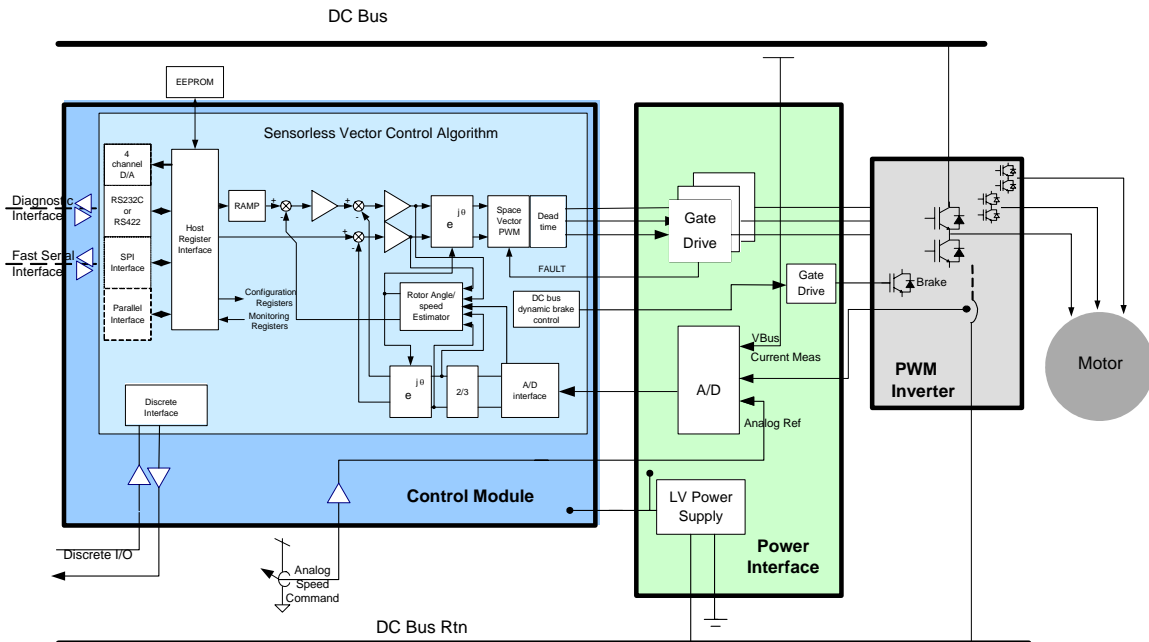 DC Bus
EEPROM
Sensorless Vector Control Algorithm
4
channel
D/A
RS232C
or
RS422
SPI
Interface
Parallel
Interface
Diagnostic
Interface
Fast Serial
Interface
Host
Register
Interface
RAMP
+
-
+
-
+
-
e
jθ
Space
Vector
PWM
Dead
time
FAULT
Configuration
Registers
Monitoring
Registers
Rotor Angle/
speed
Estimator
DC bus
dynamic brake
control
e
jθ
2/3
A/D
interface
Discrete
Interface
Control Module
Discrete I/O
Analog
Speed
Command
Gate
Drive
Gate
Drive
VBus
Current Meas
A/D
Analog Ref
LV Power
Supply
Power
Interface
Brake
PWM
Inverter
Motor
DC Bus Rtn